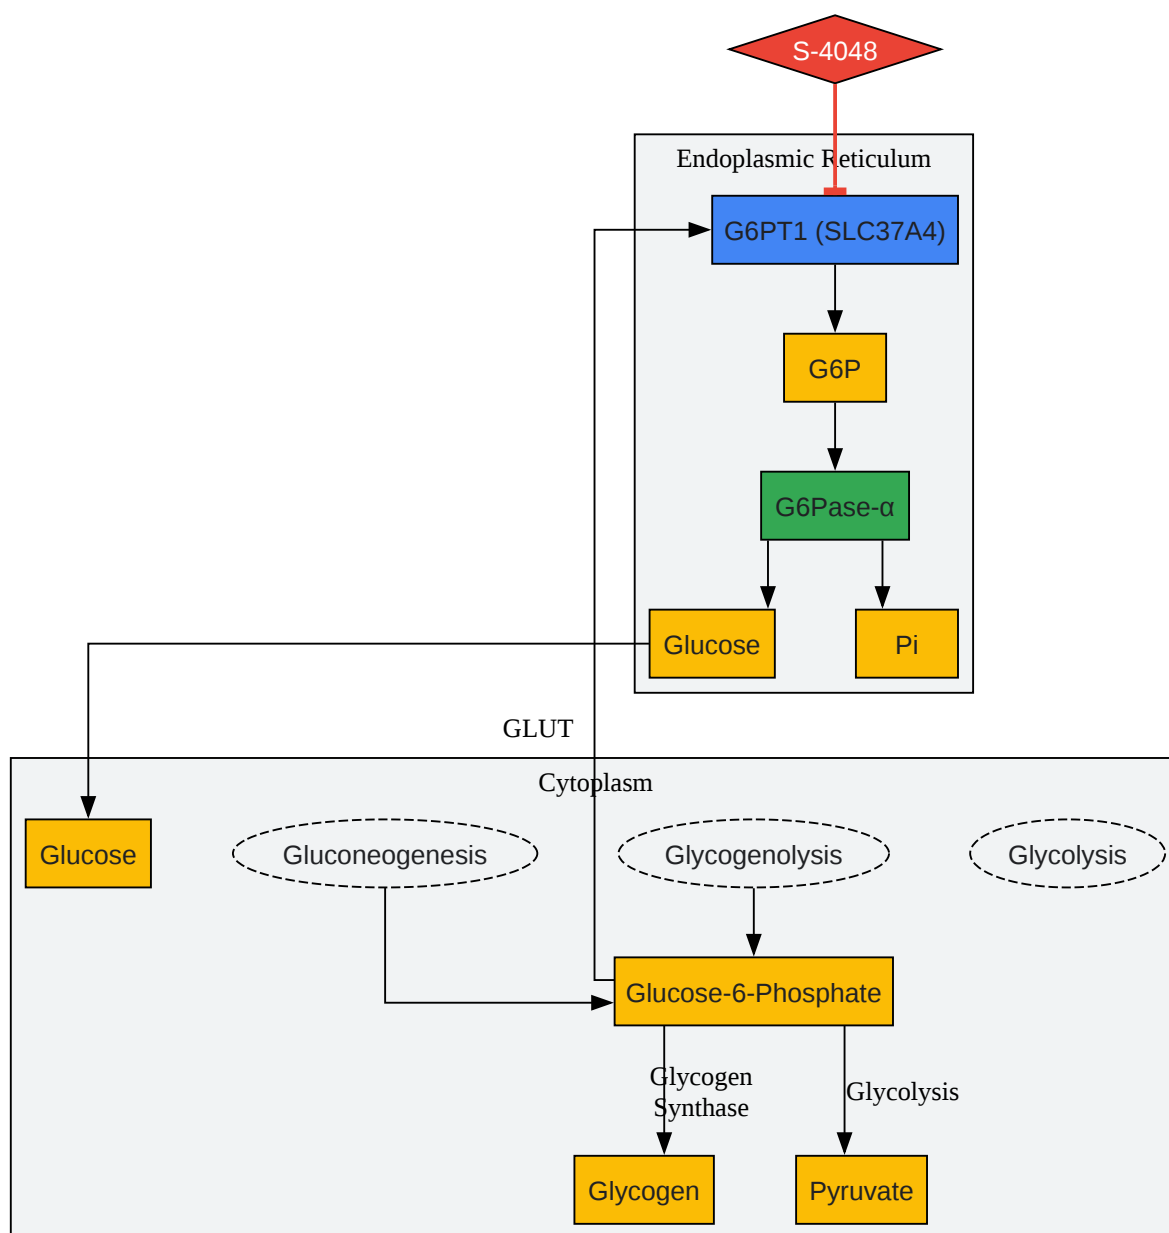 S-4048
Endoplasmic Reticulum
G6PT1 (SLC37A4)
G6P
G6Pase-α
Glucose
Pi
GLUT
Cytoplasm
Glucose
Gluconeogenesis
Glycogenolysis
Glycolysis
Glucose-6-Phosphate
Glycogen
Synthase
Glycolysis
Glycogen
Pyruvate